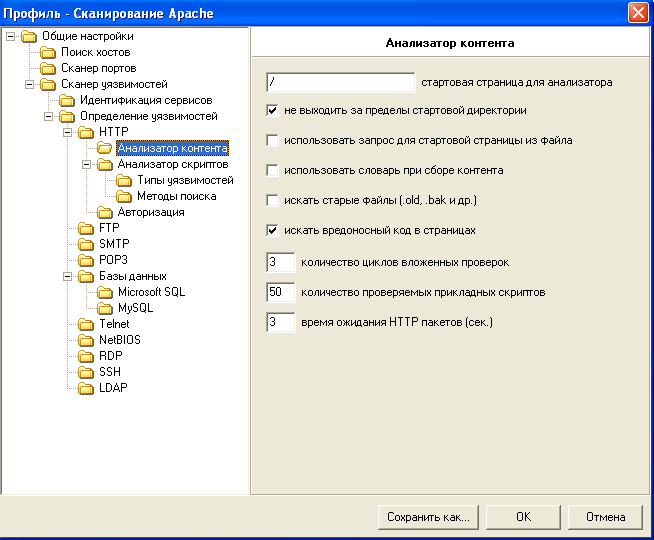 Профиль - Сканирование Apache
Общие настройки
Поиск хостов
Сканер портов
Сканер уязвимостей
Идентификация сервисов
Определение уязвимостей
HTTP
Анализатор контента
Анализатор скриптов
Типы уязвимостей
Методы поиска
Авторизация
FTP
SMTP
POP3
Базы данных
Microsoft SQL
MySQL
Telnet
NetBIOS
RDP
SSH
LDAP
Анализатор контента
/ стартовая страница для анализатора
не выходить за пределы стартовой директории
использовать запрос для стартовой страницы из файла
использовать словарь при сборе контента
искать старые файлы (.old, .bak и др.)
искать вредоносный код в страницах
3 количество циклов вложенных проверок
50 количество проверяемых прикладных скриптов
3 время ожидания HTTP пакетов (сек.)
Сохранить как... OK Отмена